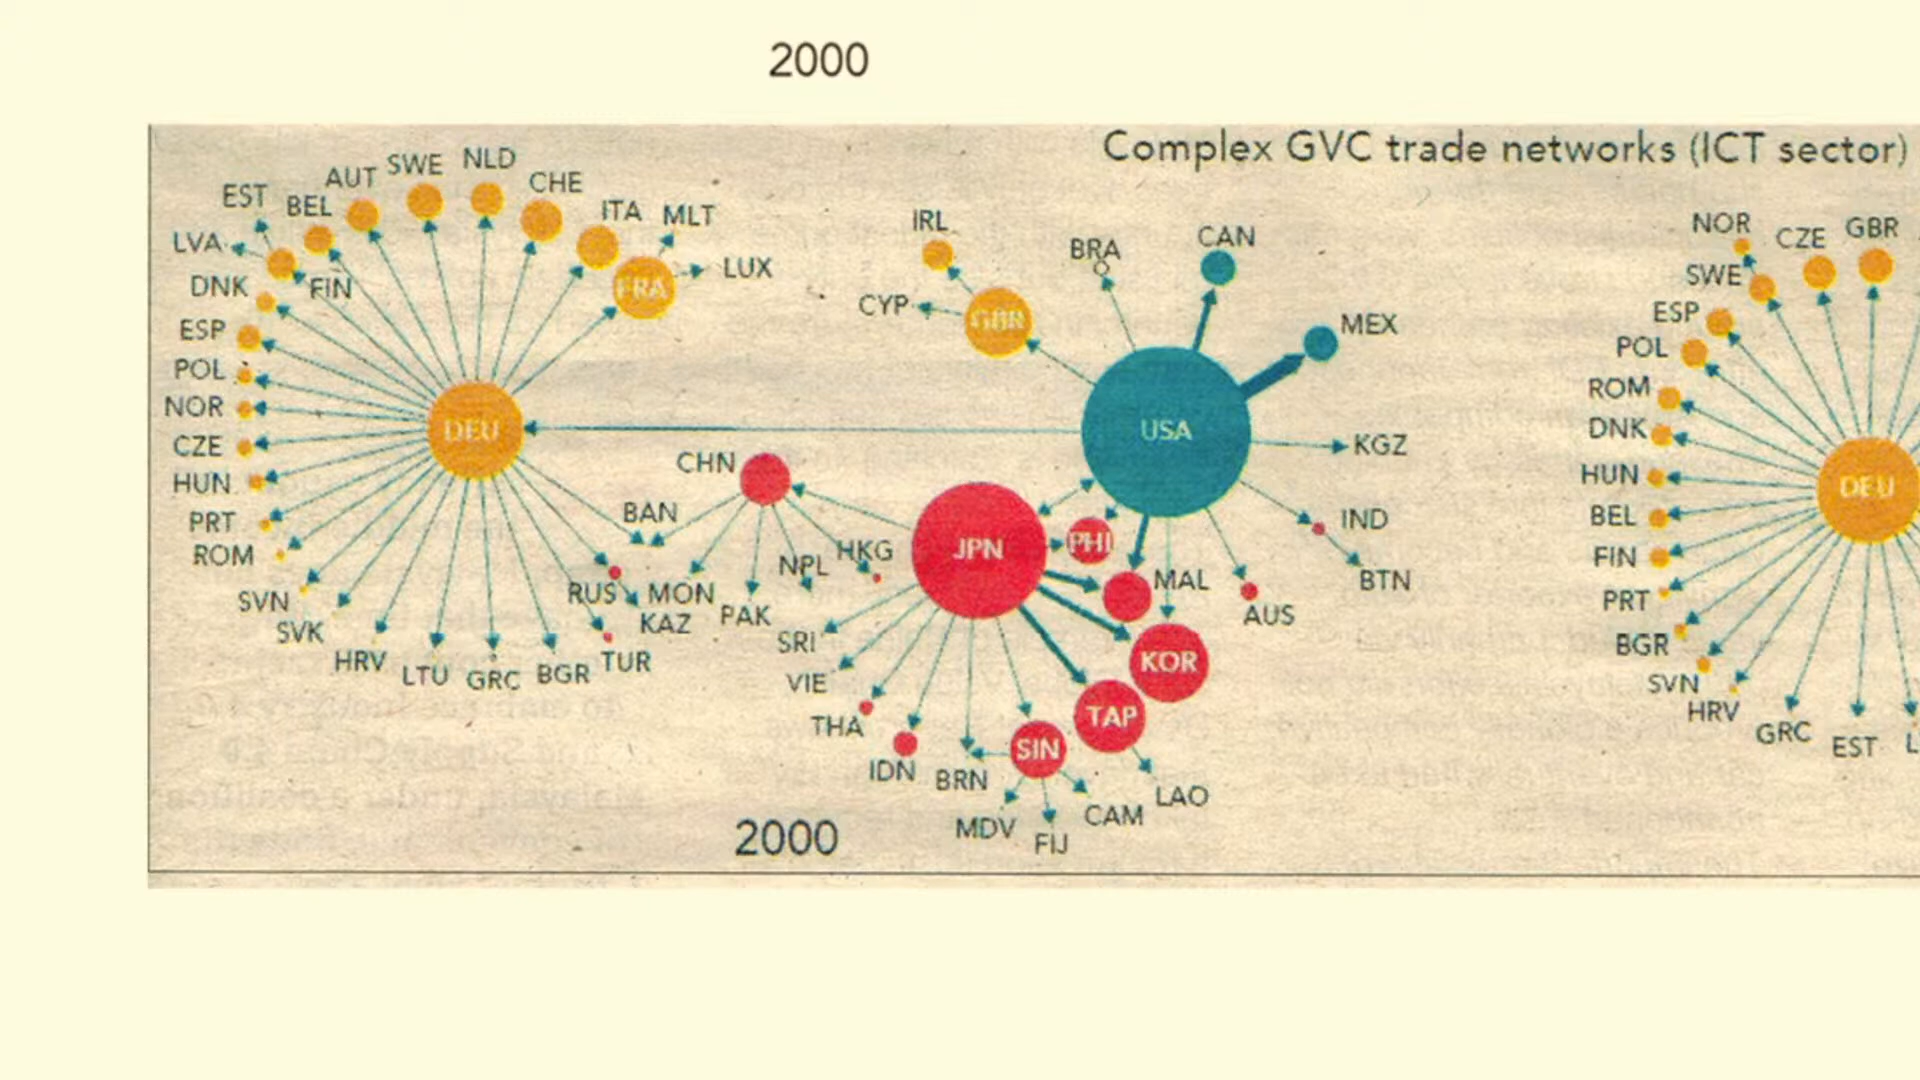 2000
Complex GVC trade networks (ICT sector)
EST
BEL
AUT
SWE
NLD
CHE
ITA
MLT
LUX
LVA
FIN
DNK
ESP
POL
NOR
CZE
HUN
PRT
ROM
SVN
SVK
HRV
LTU
GRC
BGR
TUR
RUS
KAZ
FRA
DEU
CHN
BAN
MON
PAK
NPL
HKG
IRL
CYP
GBR
BRA
CAN
MEX
USA
KGZ
IND
BTN
AUS
JPN
PHI
MAL
KOR
TAP
LAO
SIN
SRI
VIE
THA
IDN
BRN
MDV
FIJ
CAM
2000
NOR
CZE
GBR
SWE
ESP
POL
ROM
DNK
HUN
BEL
FIN
PRT
BGR
SVN
HRV
GRC
EST
DEU